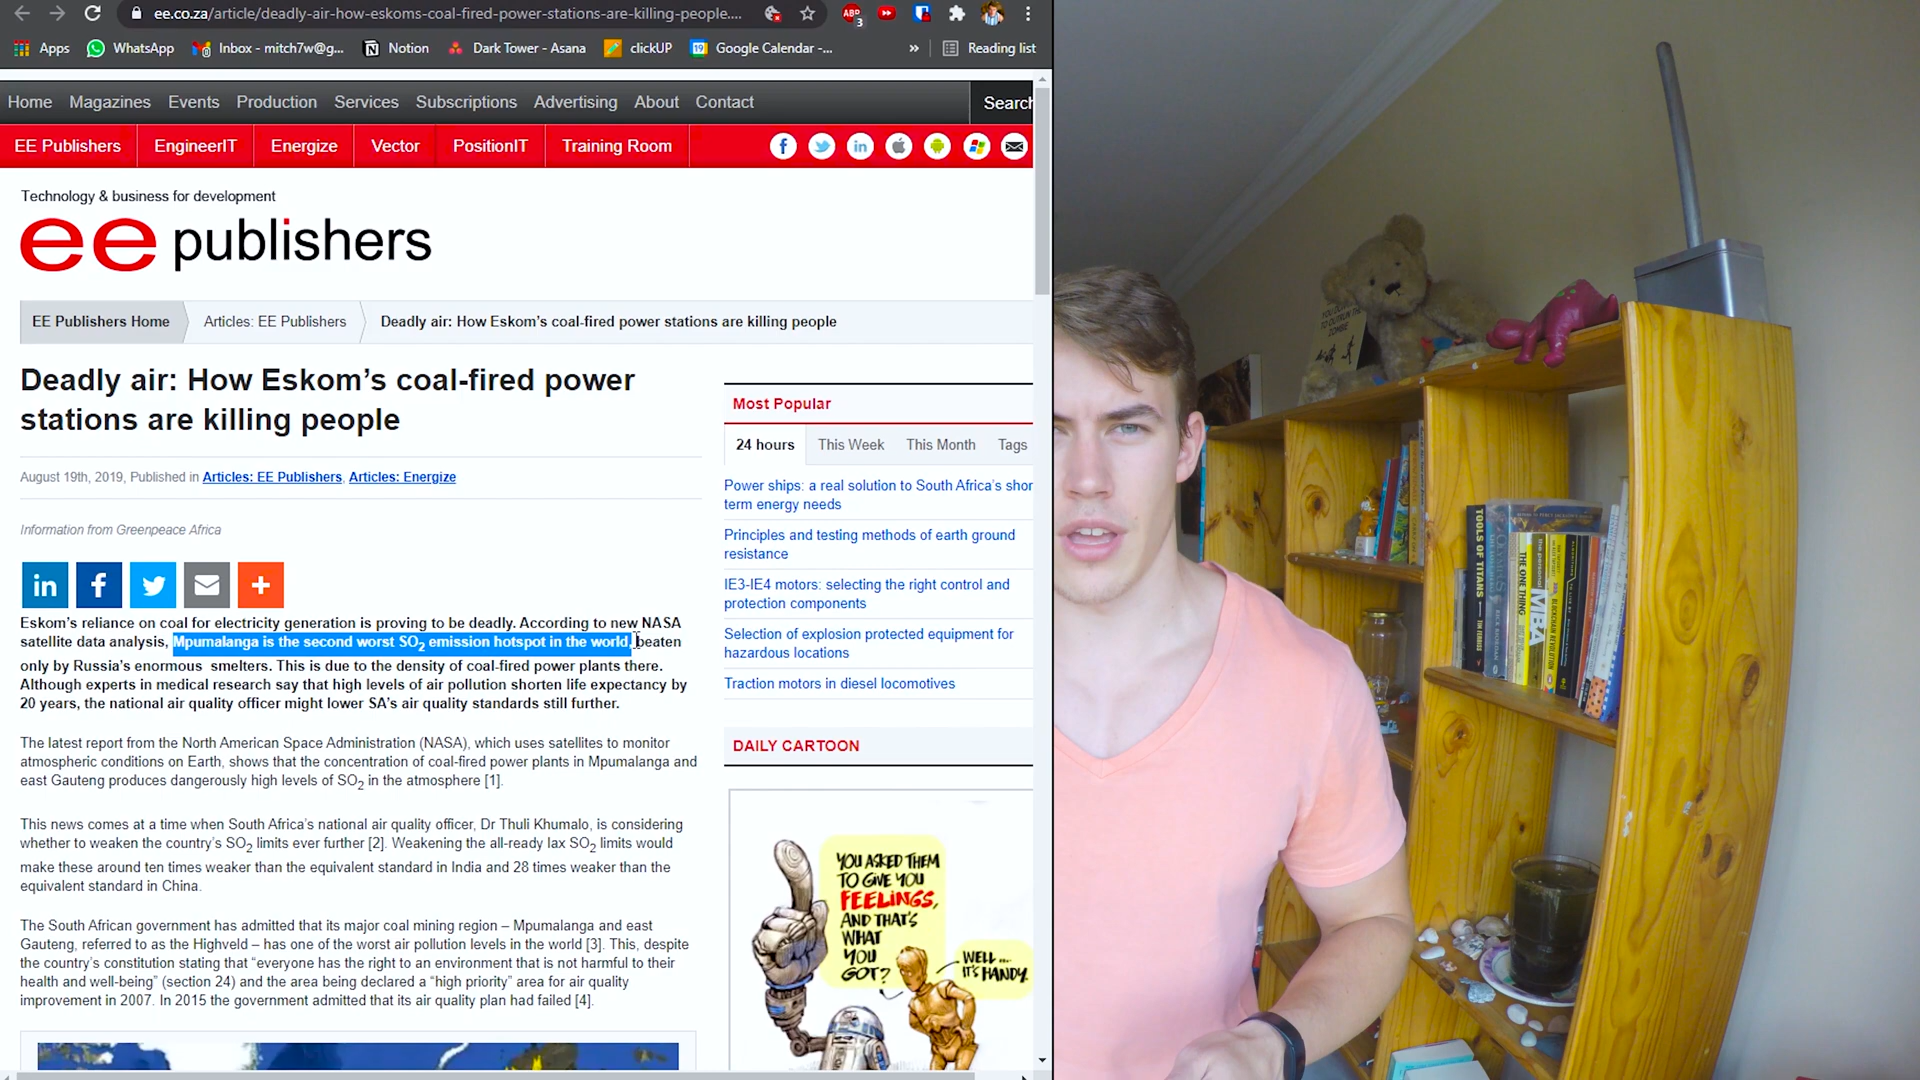 ee.co.za/article/deadly-air-how-eskoms-coal-fired-power-stations-are-killing-people....
ABP
3
Apps
WhatsApp
Inbox - mitch7w@g...
Notion
Dark Tower - Asana
clickUP
19
Google Calendar -...
»
Reading list
Home Magazines Events Production Services Subscriptions Advertising About Contact
Search
EE Publishers EngineerIT Energize Vector PositionIT Training Room
Technology & business for development
ee publishers
EE Publishers Home
Articles: EE Publishers
Deadly air: How Eskom’s coal-fired power stations are killing people
Deadly air: How Eskom’s coal-fired power
stations are killing people
August 19th, 2019, Published in Articles: EE Publishers, Articles: Energize
Information from Greenpeace Africa
Eskom’s reliance on coal for electricity generation is proving to be deadly. According to new NASA
satellite data analysis, Mpumalanga is the second worst SO2 emission hotspot in the world, beaten
only by Russia’s enormous smelters. This is due to the density of coal-fired power plants there.
Although experts in medical research say that high levels of air pollution shorten life expectancy by
20 years, the national air quality officer might lower SA’s air quality standards still further.
The latest report from the North American Space Administration (NASA), which uses satellites to monitor
atmospheric conditions on Earth, shows that the concentration of coal-fired power plants in Mpumalanga and
east Gauteng produces dangerously high levels of SO2 in the atmosphere [1].
This news comes at a time when South Africa’s national air quality officer, Dr Thuli Khumalo, is considering
whether to weaken the country’s SO2 limits ever further [2]. Weakening the all-ready lax SO2 limits would
make these around ten times weaker than the equivalent standard in India and 28 times weaker than the
equivalent standard in China.
The South African government has admitted that its major coal mining region – Mpumalanga and east
Gauteng, referred to as the Highveld – has one of the worst air pollution levels in the world [3]. This, despite
the country’s constitution stating that “everyone has the right to an environment that is not harmful to their
health and well-being” (section 24) and the area being declared a “high priority” area for air quality
improvement in 2007. In 2015 the government admitted that its air quality plan had failed [4].
Most Popular
24 hours This Week This Month Tags
Power ships: a real solution to South Africa’s shor
term energy needs
Principles and testing methods of earth ground
resistance
IE3-IE4 motors: selecting the right control and
protection components
Selection of explosion protected equipment for
hazardous locations
Traction motors in diesel locomotives
DAILY CARTOON
YOU ASKED THEM
TO GIVE YOU
FEELINGS,
AND THAT'S
WHAT
YOU
GOT?
WELL...
IT'S HANDY.
TO OUTRUN THE
ZOMBIE
TOOLS OF TITANS
THE ONE THING
MBA